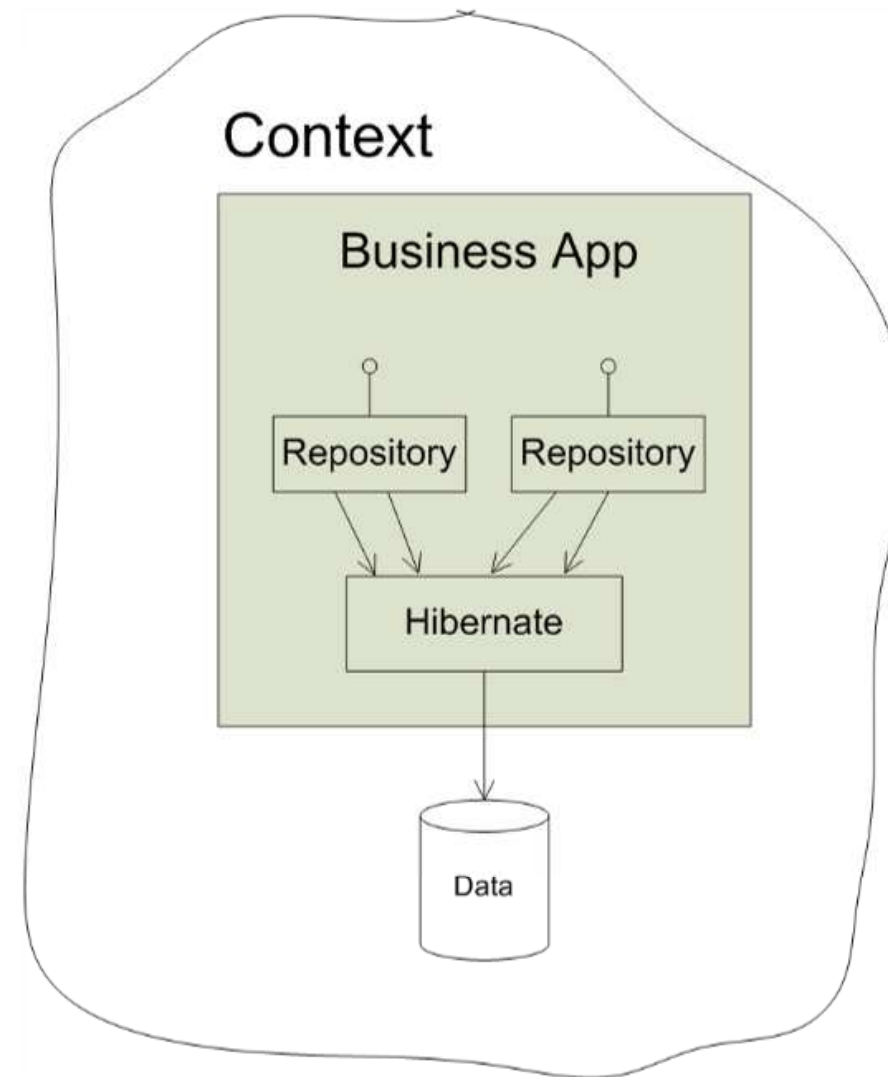 Context
Business App
Repository Repository
Hibernate
Data